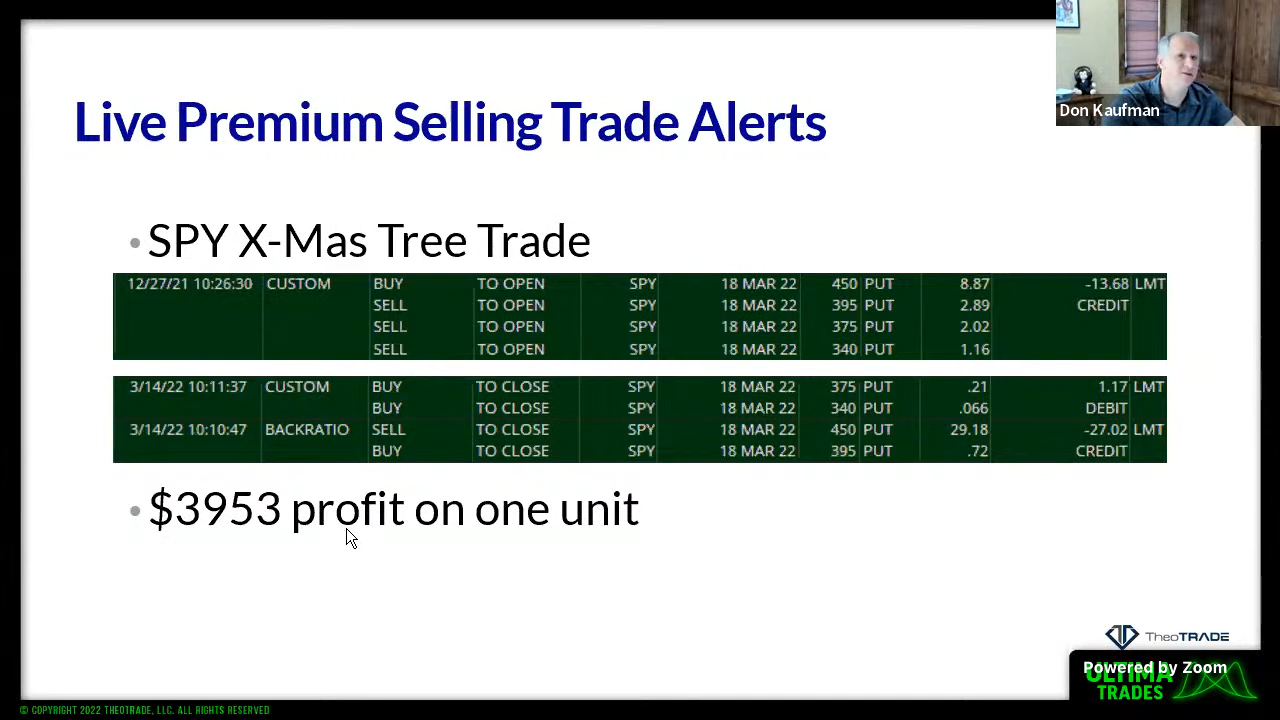 Live Premium Selling Trade Alerts
Don Kaufman
• SPY X-Mas Tree Trade
12/27/21 10:26:30 CUSTOM BUY TO OPEN SPY 18 MAR 22 450 PUT 8.87 -13.68 LMT
SELL TO OPEN SPY 18 MAR 22 395 PUT 2.89 CREDIT
SELL TO OPEN SPY 18 MAR 22 375 PUT 2.02
SELL TO OPEN SPY 18 MAR 22 340 PUT 1.16
3/14/22 10:11:37 CUSTOM BUY TO CLOSE SPY 18 MAR 22 375 PUT .21 1.17 LMT
BUY TO CLOSE SPY 18 MAR 22 340 PUT .066 DEBIT
3/14/22 10:10:47 BACKRATIO SELL TO CLOSE SPY 18 MAR 22 450 PUT 29.18 -27.02 LMT
BUY TO CLOSE SPY 18 MAR 22 395 PUT .72 CREDIT
• $3953 profit on one unit
TheoTRADE
Powered by Zoom
ULTIMA
TRADES
© COPYRIGHT 2022 THEOTRADE, LLC. ALL RIGHTS RESERVED